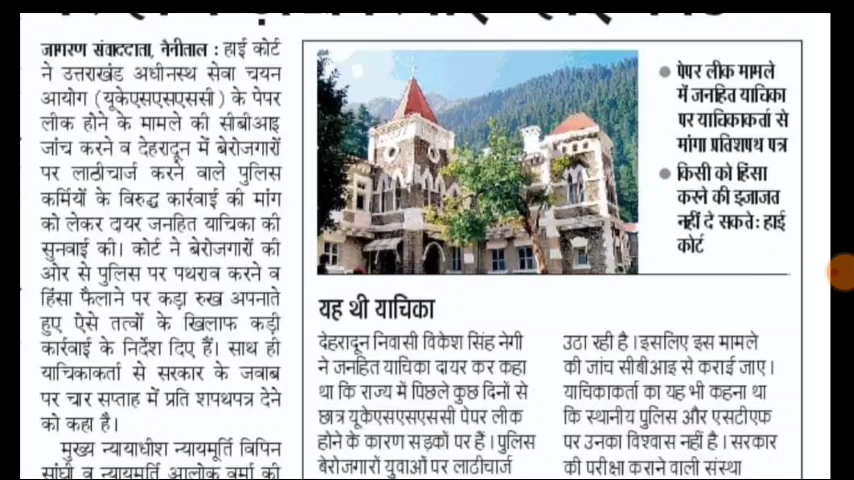 जागरण संवाददाता, नैनीताल : हाई कोर्ट
ने उत्तराखंड अधीनस्थ सेवा चयन
आयोग (यूकेएसएसएससी) के पेपर
लीक होने के मामले की सीबीआइ
जांच करने व देहरादून में बेरोजगारों
पर लाठीचार्ज करने वाले पुलिस
कर्मियों के विरुद्ध कार्रवाई की मांग
को लेकर दायर जनहित याचिका की
सुनवाई की। कोर्ट ने बेरोजगारों की
ओर से पुलिस पर पथराव करने व
हिंसा फैलाने पर कड़ा रुख अपनाते
हुए ऐसे तत्वों के खिलाफ कड़ी
कार्रवाई के निर्देश दिए हैं। साथ ही
याचिकाकर्ता से सरकार के जवाब
पर चार सप्ताह में प्रति शपथपत्र देने
को कहा है।
मुख्य न्यायाधीश न्यायमूर्ति विपिन
सांघी व न्यायमूर्ति आलोक वर्मा की
पेपर लीक मामले
में जनहित याचिका
पर याचिकाकर्ता से
मांगा प्रतिशपथ पत्र
किसी को हिंसा
करने की इजाजत
नहीं दे सकते : हाई
कोर्ट
यह थी याचिका
देहरादून निवासी विकेश सिंह नेगी
ने जनहित याचिका दायर कर कहा
था कि राज्य में पिछले कुछ दिनों से
छात्र यूकेएसएसएससी पेपर लीक
होने के कारण सड़कों पर हैं। पुलिस
बेरोजगारों युवाओं पर लाठीचार्ज
उठा रही है। इसलिए इस मामले
की जांच सीबीआइ से कराई जाए।
याचिकाकर्ता का यह भी कहना था
कि स्थानीय पुलिस और एसटीएफ
पर उनका विश्वास नहीं है। सरकार
की परीक्षा कराने वाली संस्था